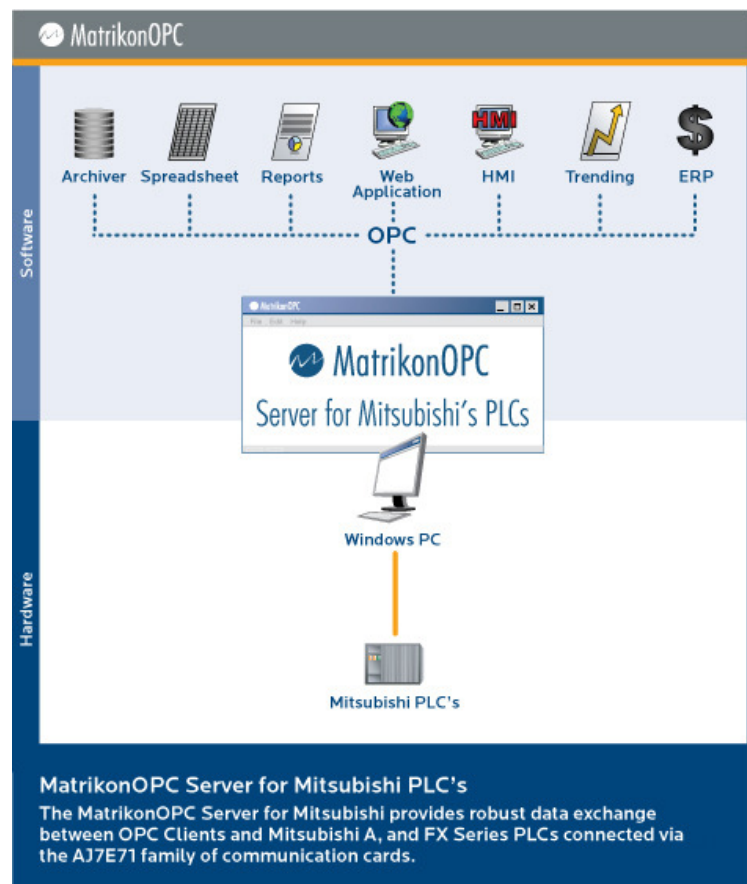 MatrikonOPC
Software
Archiver Spreadsheet Reports Web Application HMI Trending ERP
HMI
OPC
MatrikonOPC
File Edit Help
MatrikonOPC
Server for Mitsubishi's PLCs
Windows PC
Hardware
Mitsubishi PLC's
MatrikonOPC Server for Mitsubishi PLC's
The MatrikonOPC Server for Mitsubishi provides robust data exchange
between OPC Clients and Mitsubishi A, and FX Series PLCs connected via
the AJ7E71 family of communication cards.